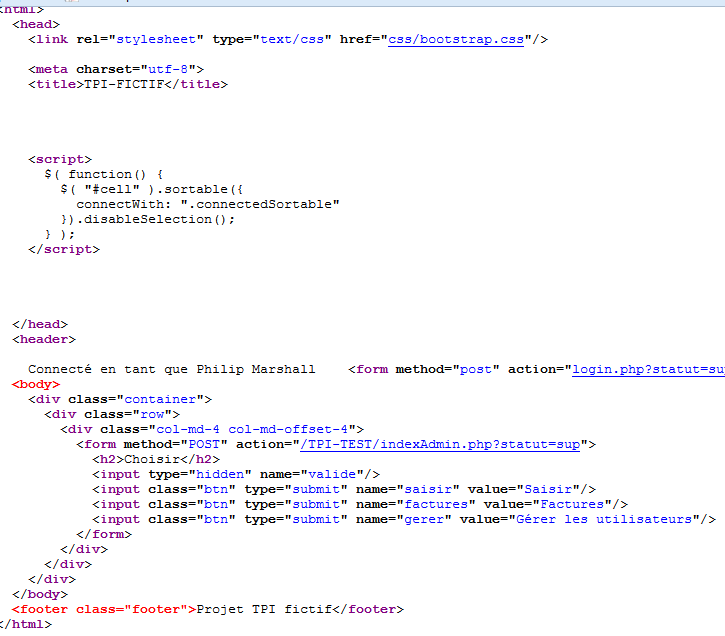 <html>
<head>
<link rel="stylesheet" type="text/css" href="css/bootstrap.css"/>
<meta charset="utf-8">
<title>TPI-FICTIF</title>
<script>
$( function() {
$( "#cell" ).sortable({
connectWith: ".connectedSortable"
}).disableSelection();
} );
</script>
</head>
<header>
Connecté en tant que Philip Marshall <form method="post" action="login.php?statut=su
<body>
<div class="container">
<div class="row">
<div class="col-md-4 col-md-offset-4">
<form method="POST" action="/TPI-TEST/indexAdmin.php?statut=sup">
<h2>Choisir</h2>
<input type="hidden" name="valide"/>
<input class="btn" type="submit" name="saisir" value="Saisir"/>
<input class="btn" type="submit" name="factures" value="Factures"/>
<input class="btn" type="submit" name="gerer" value="Gérer les utilisateurs"/>
</form>
</div>
</div>
</div>
</body>
<footer class="footer">Projet TPI fictif</footer>
</html>